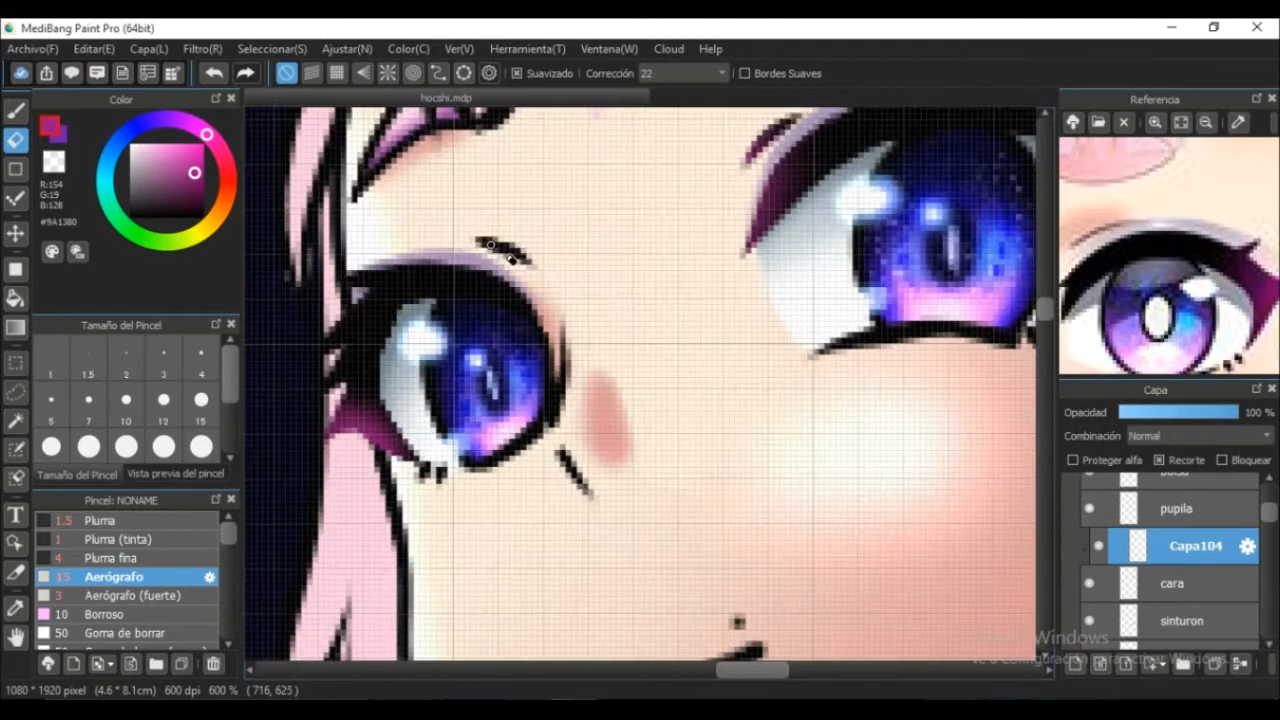 MediBang Paint Pro (64bit)
Archivo(F) Editar(E) Capa(L) Filtro(R) Seleccionar(S) Ajustar(N) Color(C) Ver(V) Herramienta(T) Ventana(W) Cloud Help
Suavizado Corrección 22 Bordes Suaves
Color
hocshi.mdp
Referencia
R:154
G:19
B:128
#9A1380
Tamaño del Pincel
1 1.5 2 3 4
5 7 10 12 15
Tamaño del Pincel Vista previa del pincel
Pincel: NONAME
1.5 Pluma
1 Pluma (tinta)
4 Pluma fina
15 Aerógrafo
3 Aerógrafo (fuerte)
10 Borroso
50 Goma de borrar
Capa
Opacidad 100 %
Combinación Normal
Proteger alfa Recorte Bloquear
pupila
Capa104
cara
sinturon
Windows
1080 * 1920 pixel (4.6 * 8.1cm) 600 dpi 600 % ( 716, 625 )